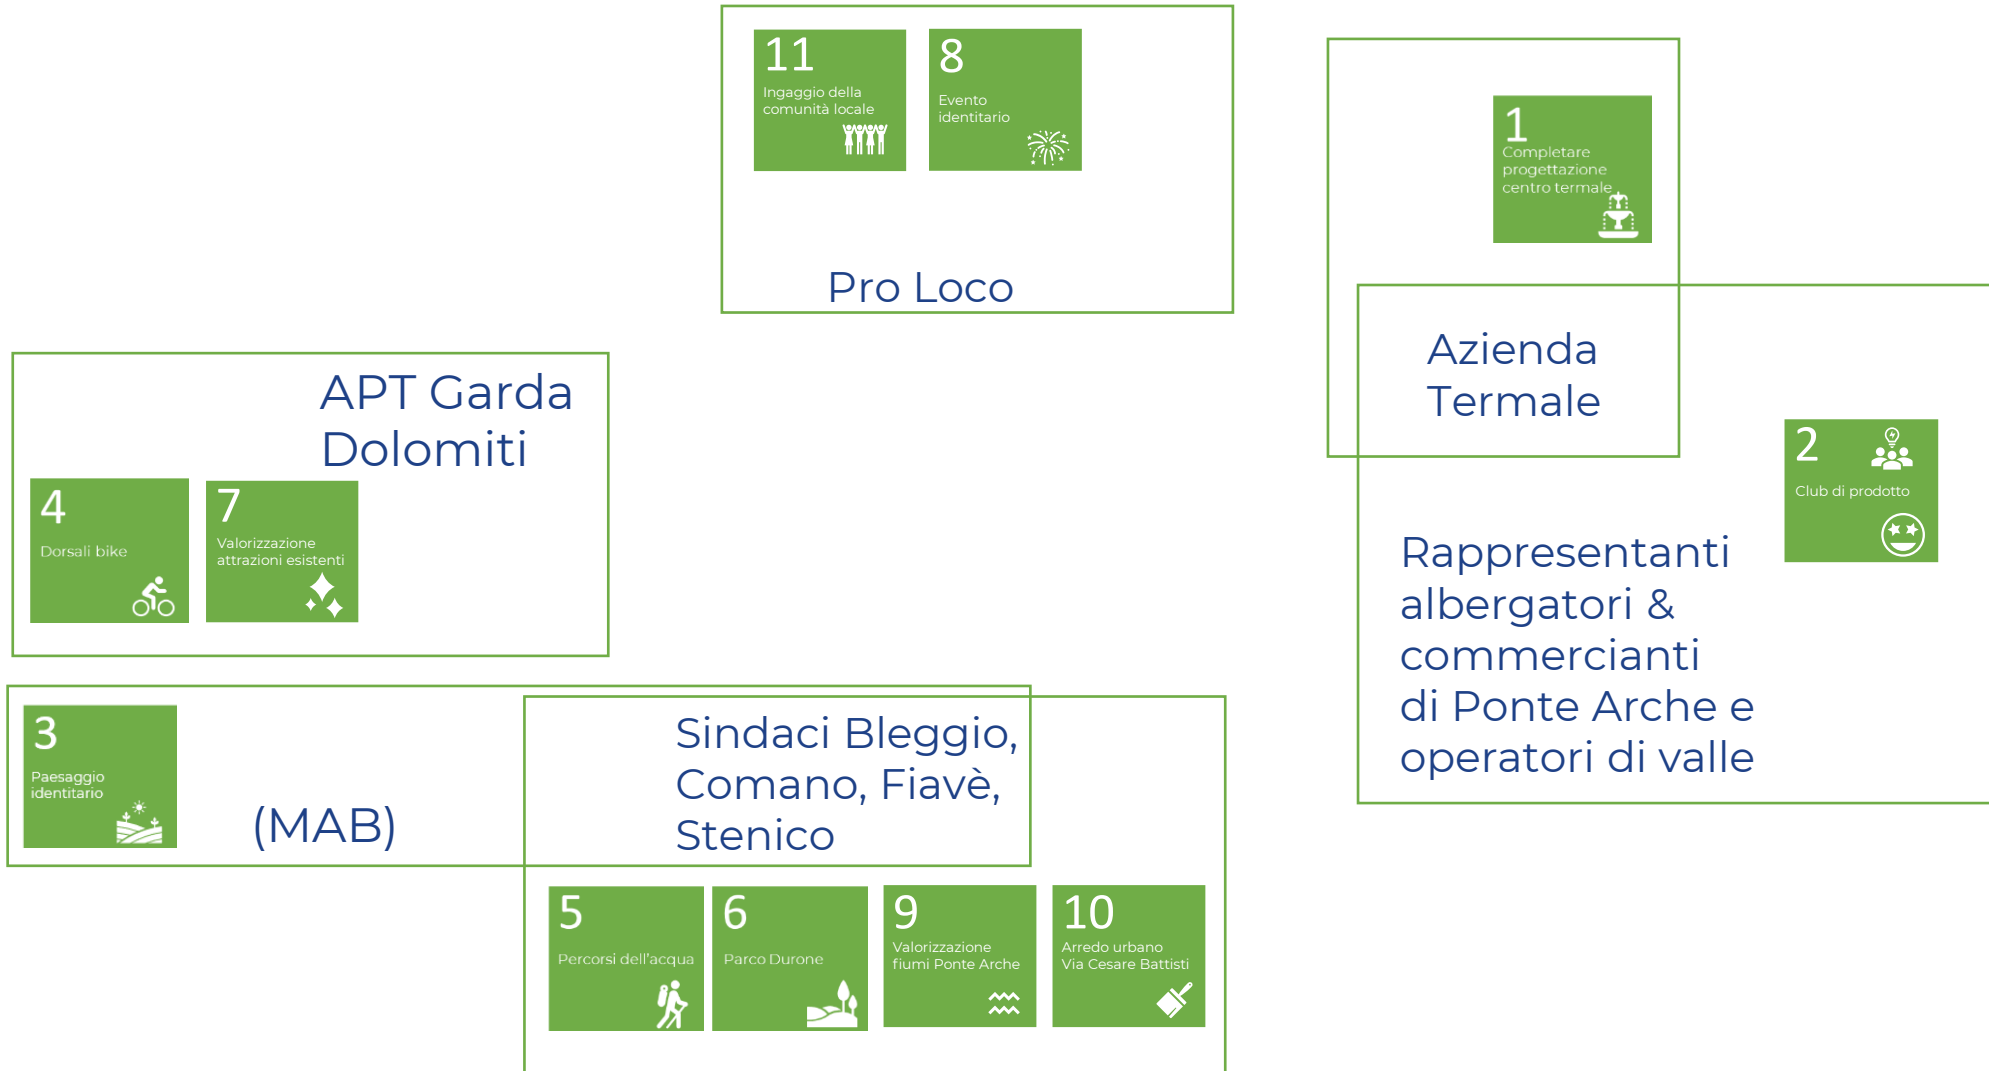 11
Ingaggio della
comunità locale
8
Evento
identitario
Pro Loco
1
Completare
progettazione
centro termale
Azienda
Termale
2
Club di prodotto
Rappresentanti
albergatori &
commercianti
di Ponte Arche e
operatori di valle
APT Garda
Dolomiti
4
Dorsali bike
7
Valorizzazione
attrazioni esistenti
3
Paesaggio
identitario
(MAB)
Sindaci Bleggio,
Comano, Fiavè,
Stenico
5
Percorsi dell'acqua
6
Parco Durone
9
Valorizzazione
fiumi Ponte Arche
10
Arredo urbano
Via Cesare Battisti